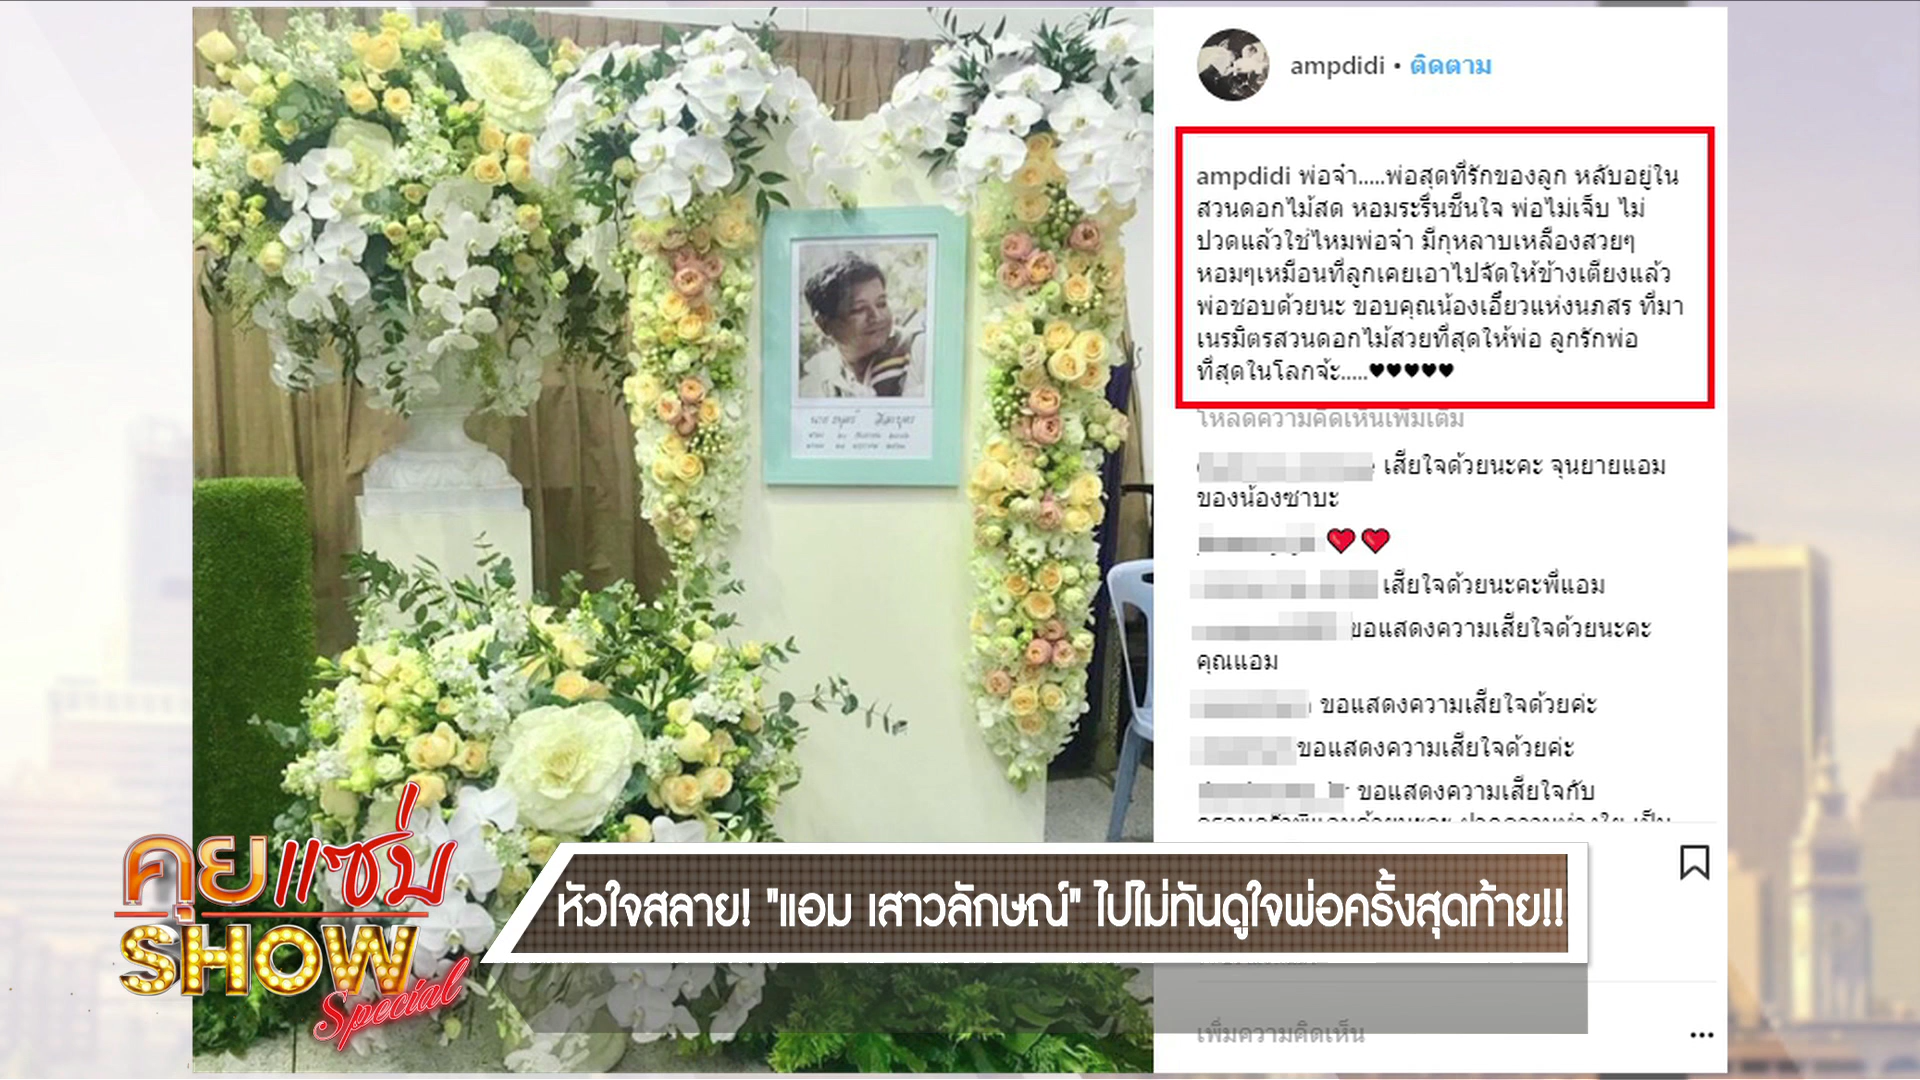 ampdidi • ติดตาม
ampdidi พ่อจ๋า.....พ่อสุดที่รักของลูก หลับอยู่ใน
สวนดอกไม้สด หอมระรื่นชื่นใจ พ่อไม่เจ็บ ไม่
ปวดแล้วใช่ไหมพ่อจ๋า มีกุหลาบเหลืองสวยๆ
หอมๆเหมือนที่ลูกเคยเอาไปจัดให้ข้างเตียงแล้ว
พ่อชอบด้วยนะ ขอบคุณน้องเอี๊ยวแห่งนภสร ที่มา
เนรมิตรสวนดอกไม้สวยที่สุดให้พ่อ ลูกรักพ่อ
ที่สุดในโลกจ้ะ.....♥♥♥♥♥
โหลดความคิดเห็นเพิ่มเติม
เสียใจด้วยนะคะ จุนยายแอม
ของน้องซาบะ
❤❤
เสียใจด้วยนะคะพี่แอม
ขอแสดงความเสียใจด้วยนะคะ
คุณแอม
ขอแสดงความเสียใจด้วยค่ะ
ขอแสดงความเสียใจด้วยค่ะ
ขอแสดงความเสียใจกับ
คุยแซ่บ
SHOW
Special
หัวใจสลาย! "แอม เสาวลักษณ์" ไปไม่ทันดูใจพ่อครั้งสุดท้าย!!
เพิ่มความคิดเห็น